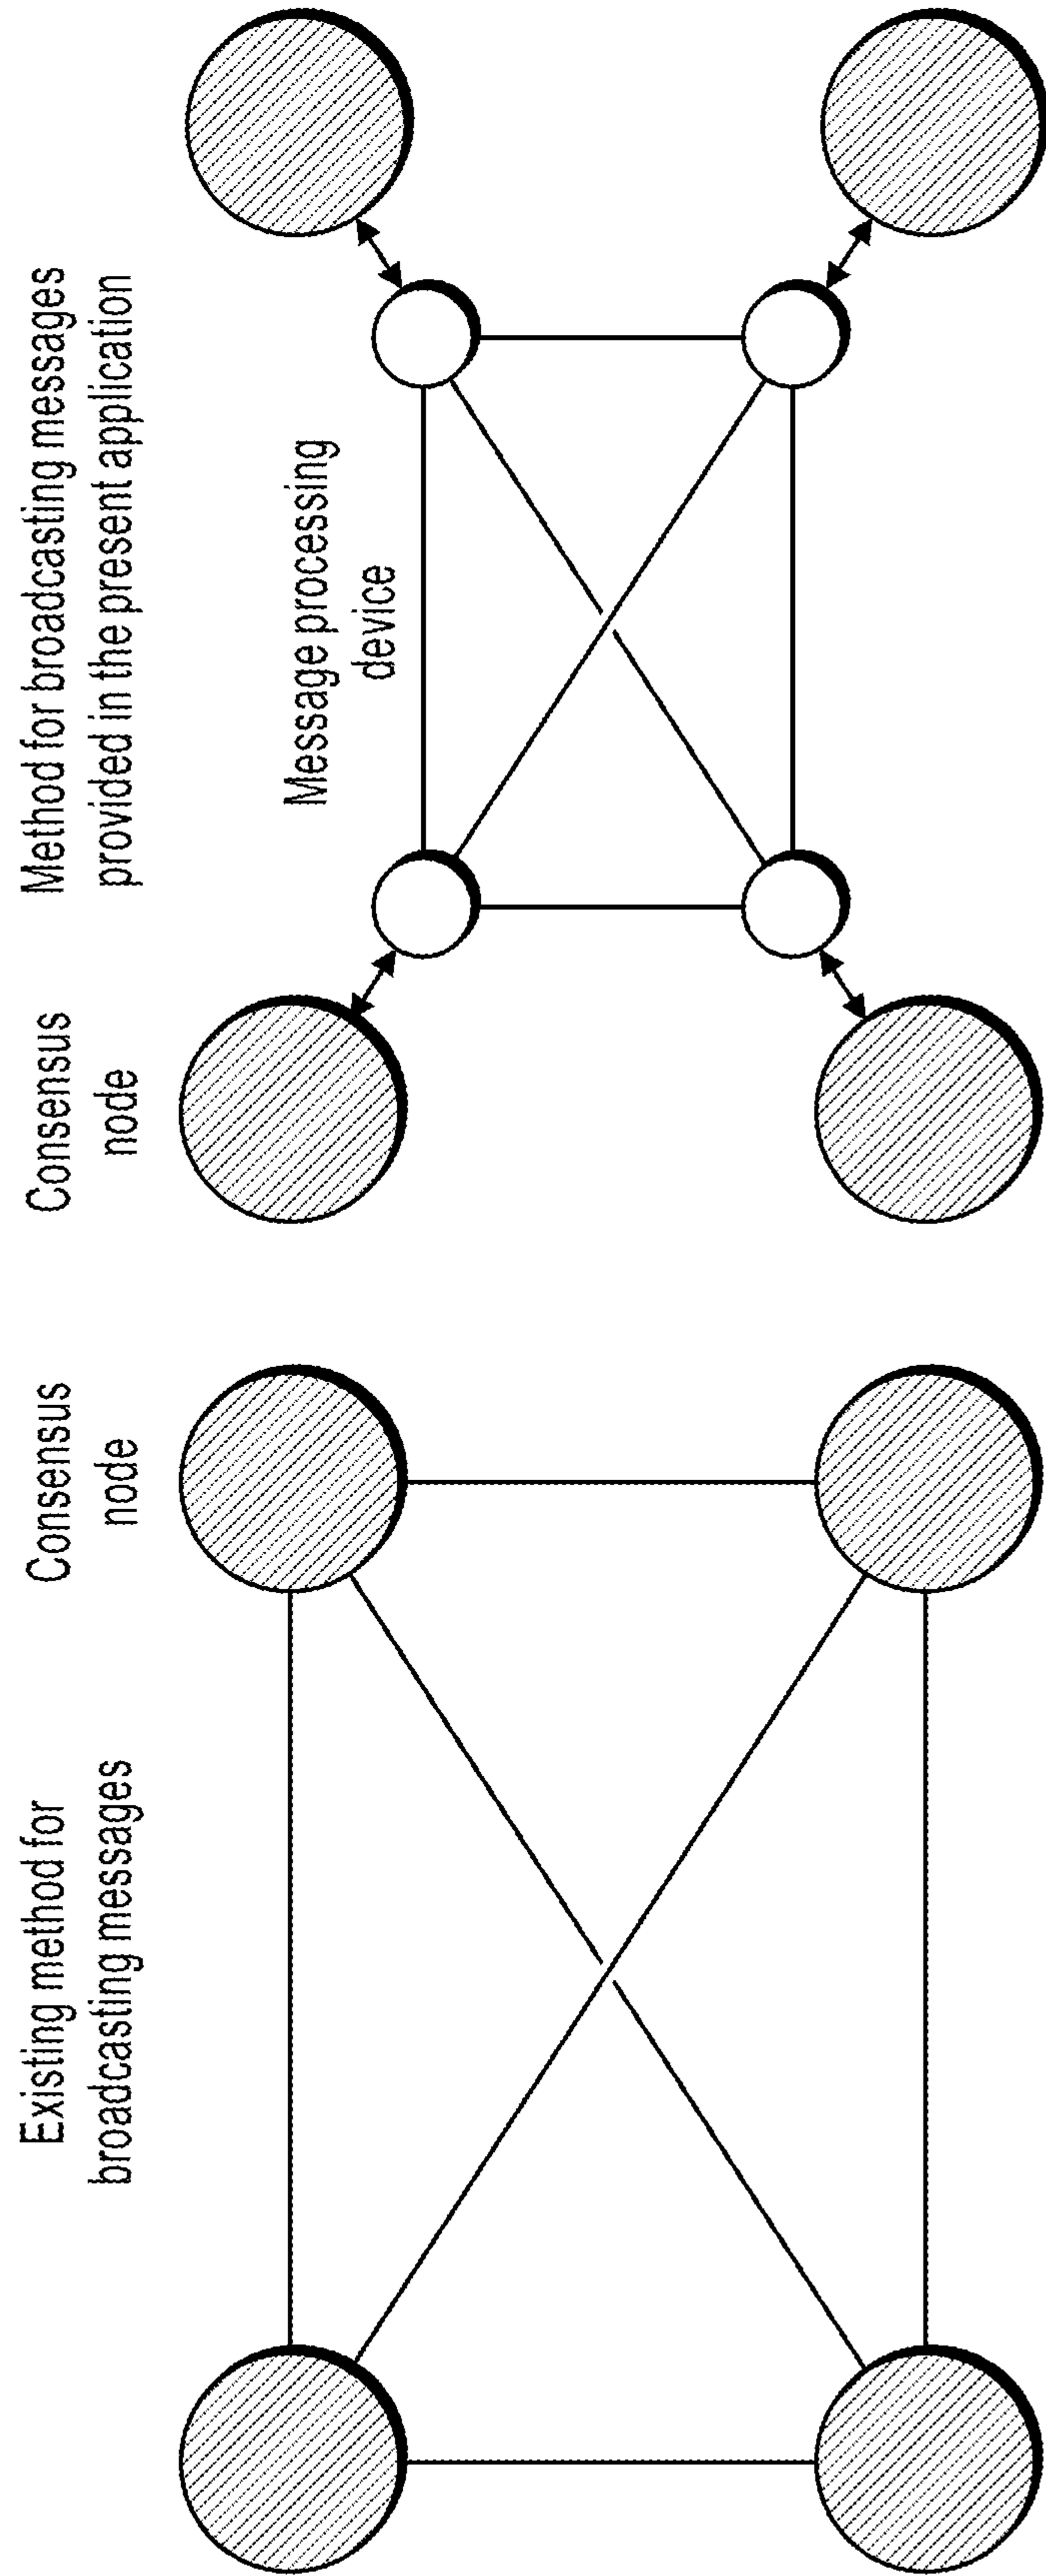 Existing method for
broadcasting messages
Consensus
node
Consensus
node
Method for broadcasting messages
provided in the present application
Message processing
device